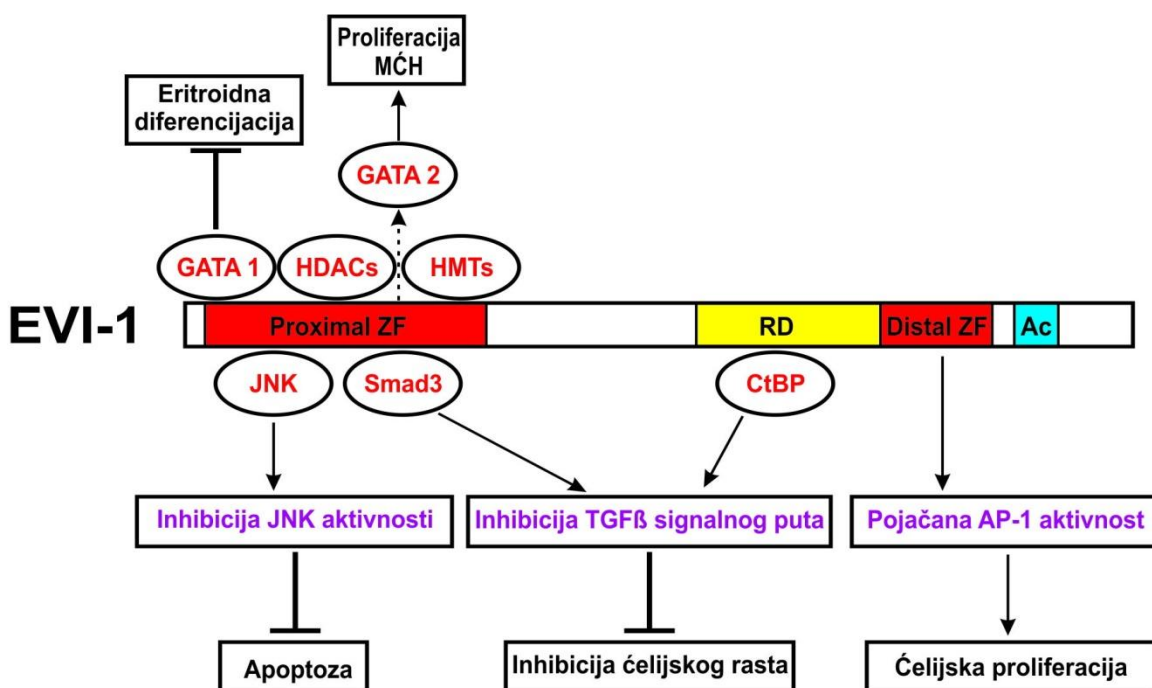 Proliferacija
MĆH
Eritroidna
diferencijacija
GATA 2
GATA 1
HDACs
HMTs
EVI-1
Proximal ZF
RD
Distal ZF
Ac
JNK
Smad3
CtBP
Inhibicija JNK aktivnosti
Inhibicija TGFß signalnog puta
Pojačana AP-1 aktivnost
Apoptoza
Inhibicija ćelijskog rasta
Ćelijska proliferacija